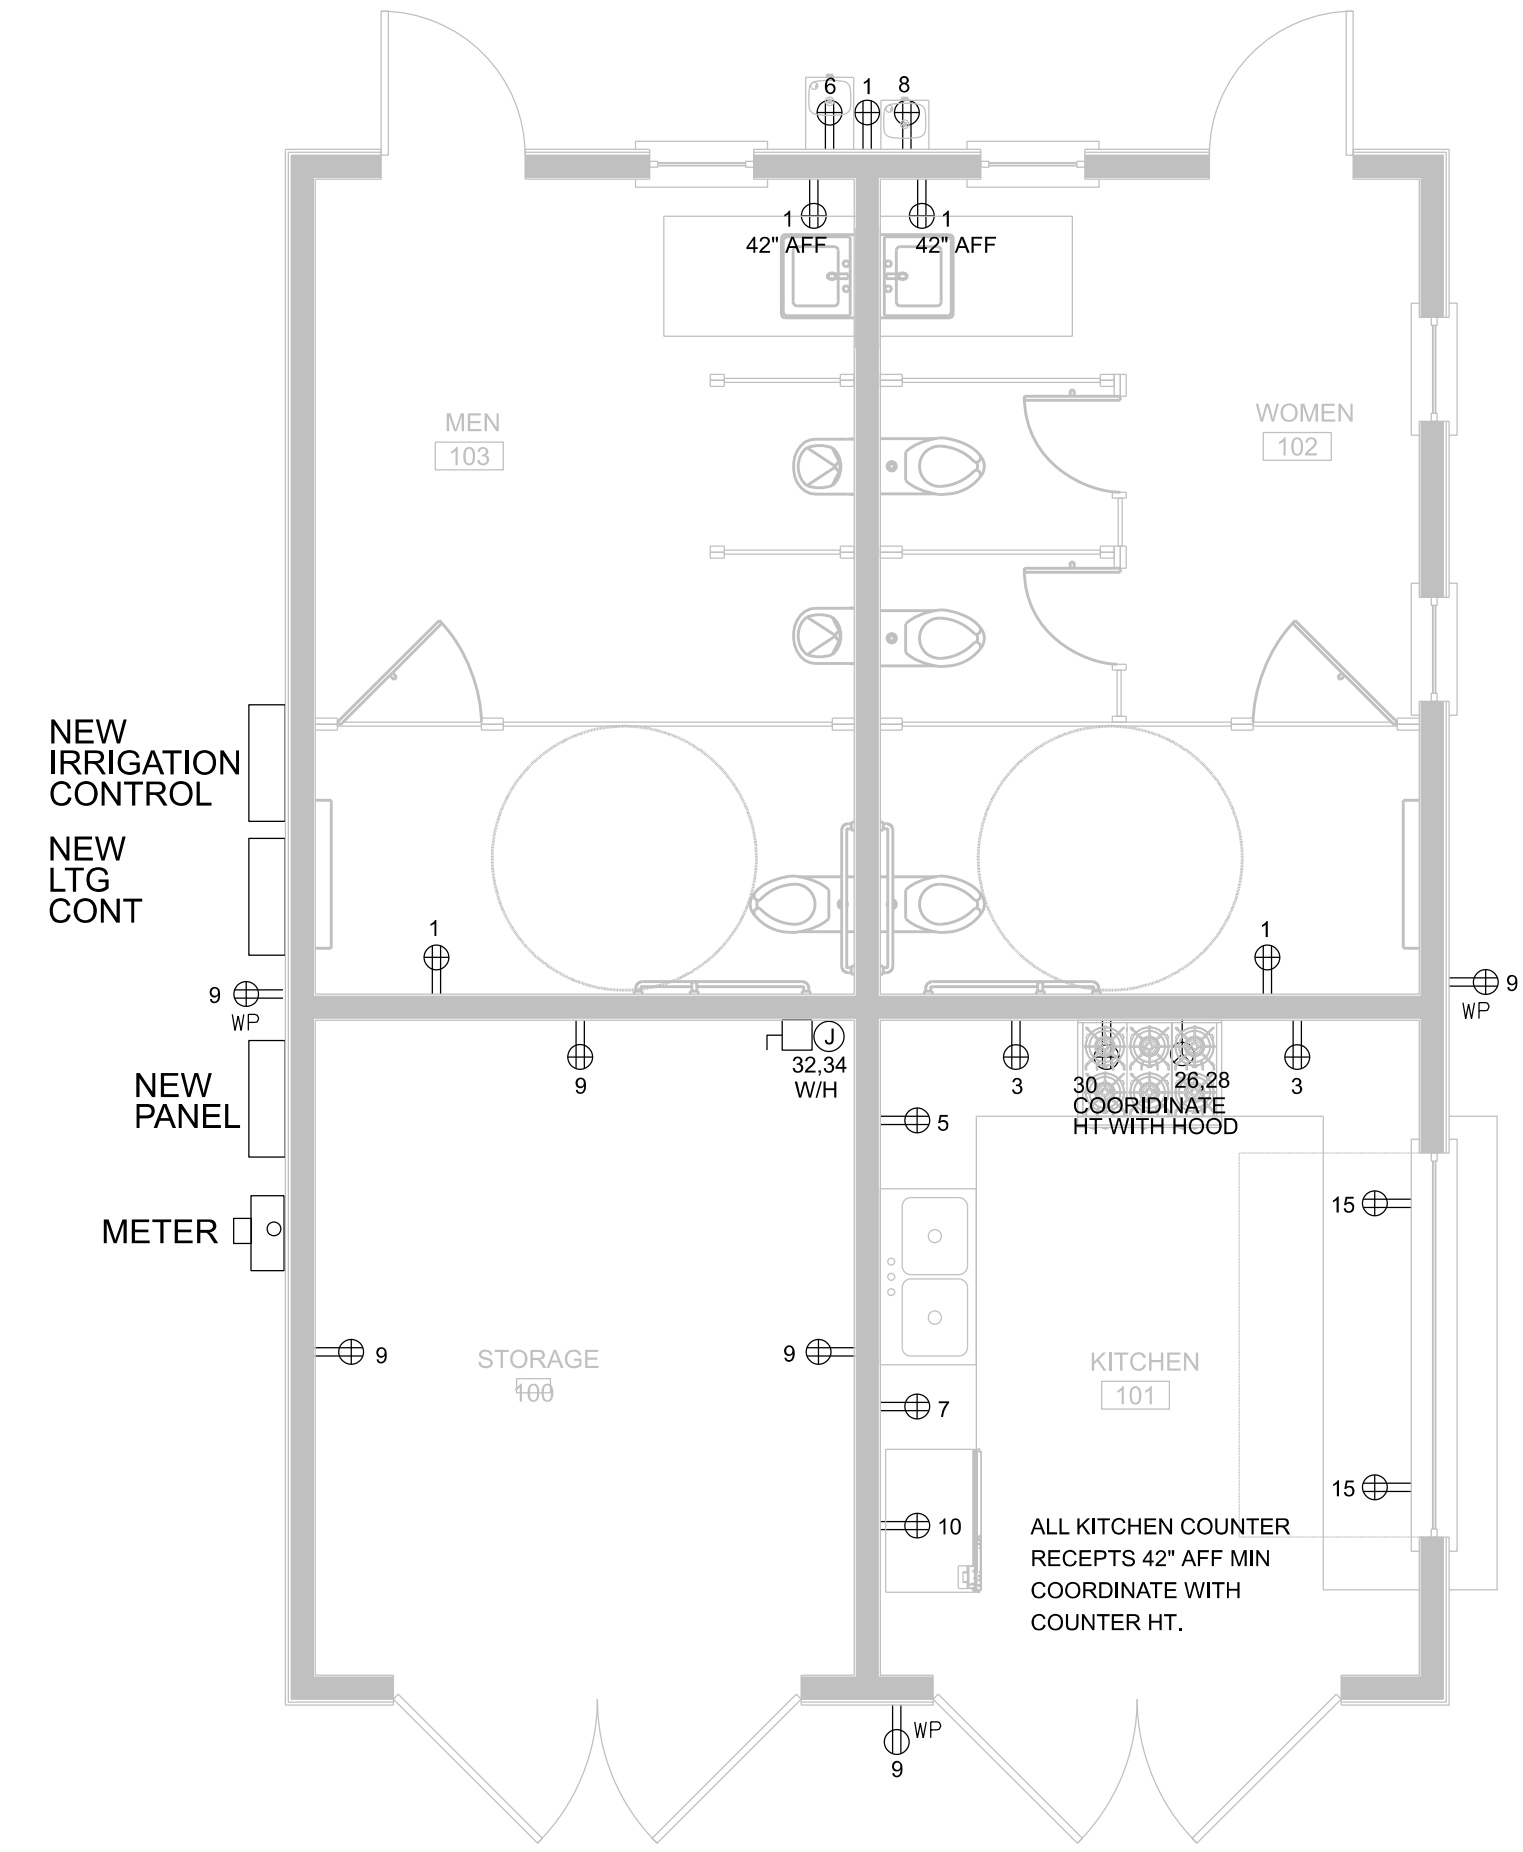 6 1 8
1 1
42" AFF 42" AFF
MEN
103
WOMEN
102
NEW
IRRIGATION
CONTROL
NEW
LTG
CONT
1 1
9
WP
9
WP
J
32,34
W/H
9
3
30
26,28
3
COORIDINATE
HT WITH HOOD
NEW
PANEL
5
METER
15
9
9
STORAGE
100
KITCHEN
101
7
15
10
ALL KITCHEN COUNTER
RECEPTS 42" AFF MIN
COORDINATE WITH
COUNTER HT.
WP
9